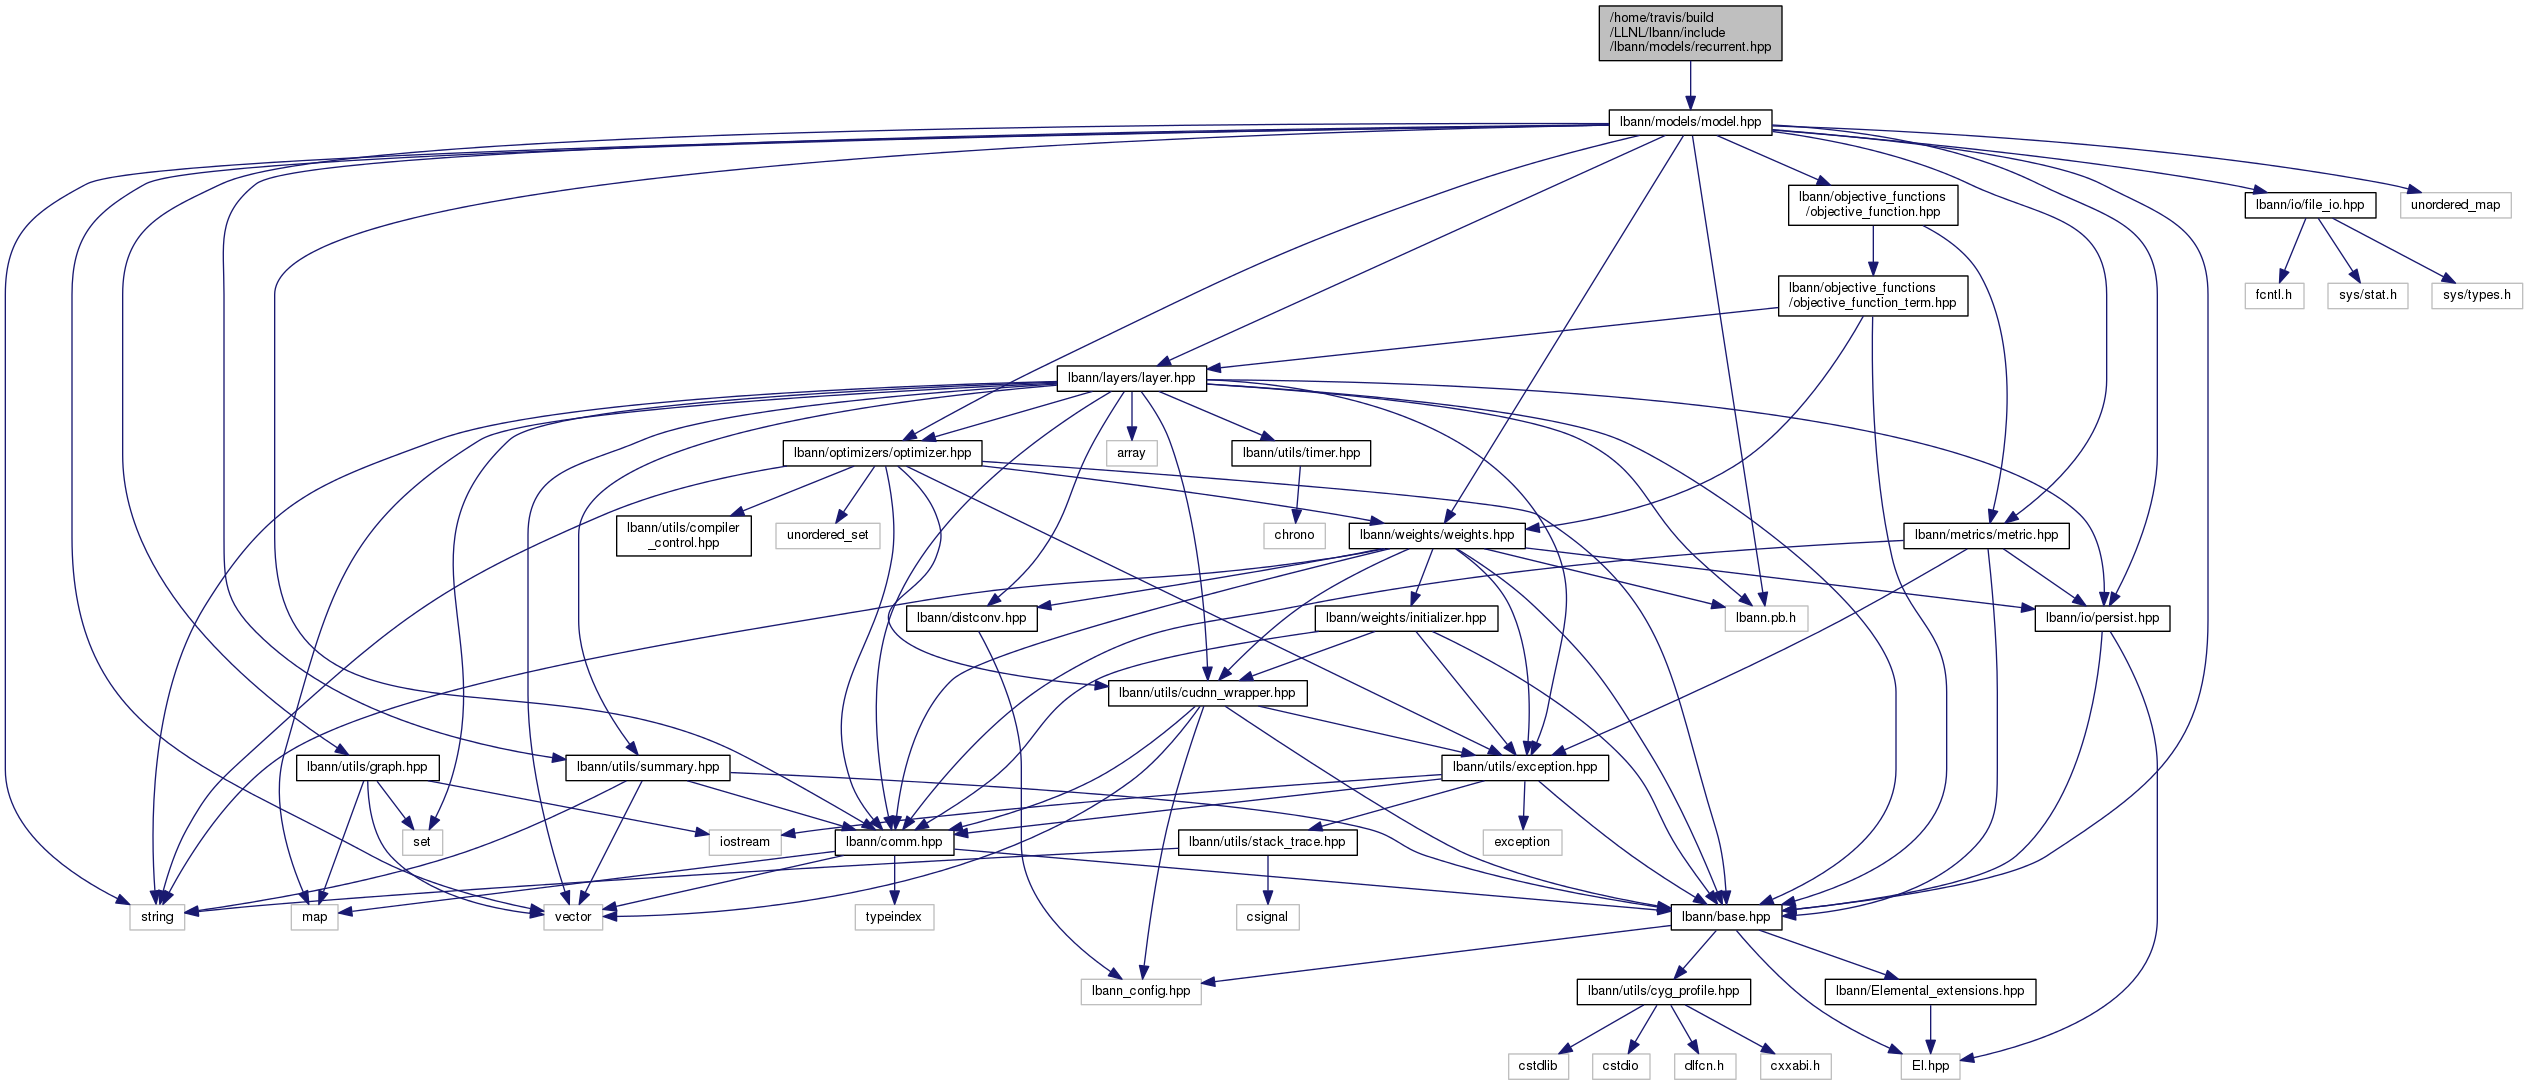 /home/travis/build
/LLNL/lbann/include
/lbann/models/recurrent.hpp
lbann/models/model.hpp
lbann/objective_functions
/objective_function.hpp
lbann/io/file_io.hpp
unordered_map
lbann/objective_functions
/objective_function_term.hpp
fcntl.h
sys/stat.h
sys/types.h
lbann/layers/layer.hpp
lbann/optimizers/optimizer.hpp
array
lbann/utils/timer.hpp
lbann/utils/compiler
_control.hpp
unordered_set
chrono
lbann/weights/weights.hpp
lbann/metrics/metric.hpp
lbann/distconv.hpp
lbann/weights/initializer.hpp
lbann.pb.h
lbann/io/persist.hpp
lbann/utils/cudnn_wrapper.hpp
lbann/utils/graph.hpp
lbann/utils/summary.hpp
lbann/utils/exception.hpp
set
iostream
lbann/comm.hpp
lbann/utils/stack_trace.hpp
exception
string
map
vector
typeindex
csignal
lbann/base.hpp
lbann_config.hpp
lbann/utils/cyg_profile.hpp
lbann/Elemental_extensions.hpp
cstdlib
cstdio
dlfcn.h
cxxabi.h
El.hpp